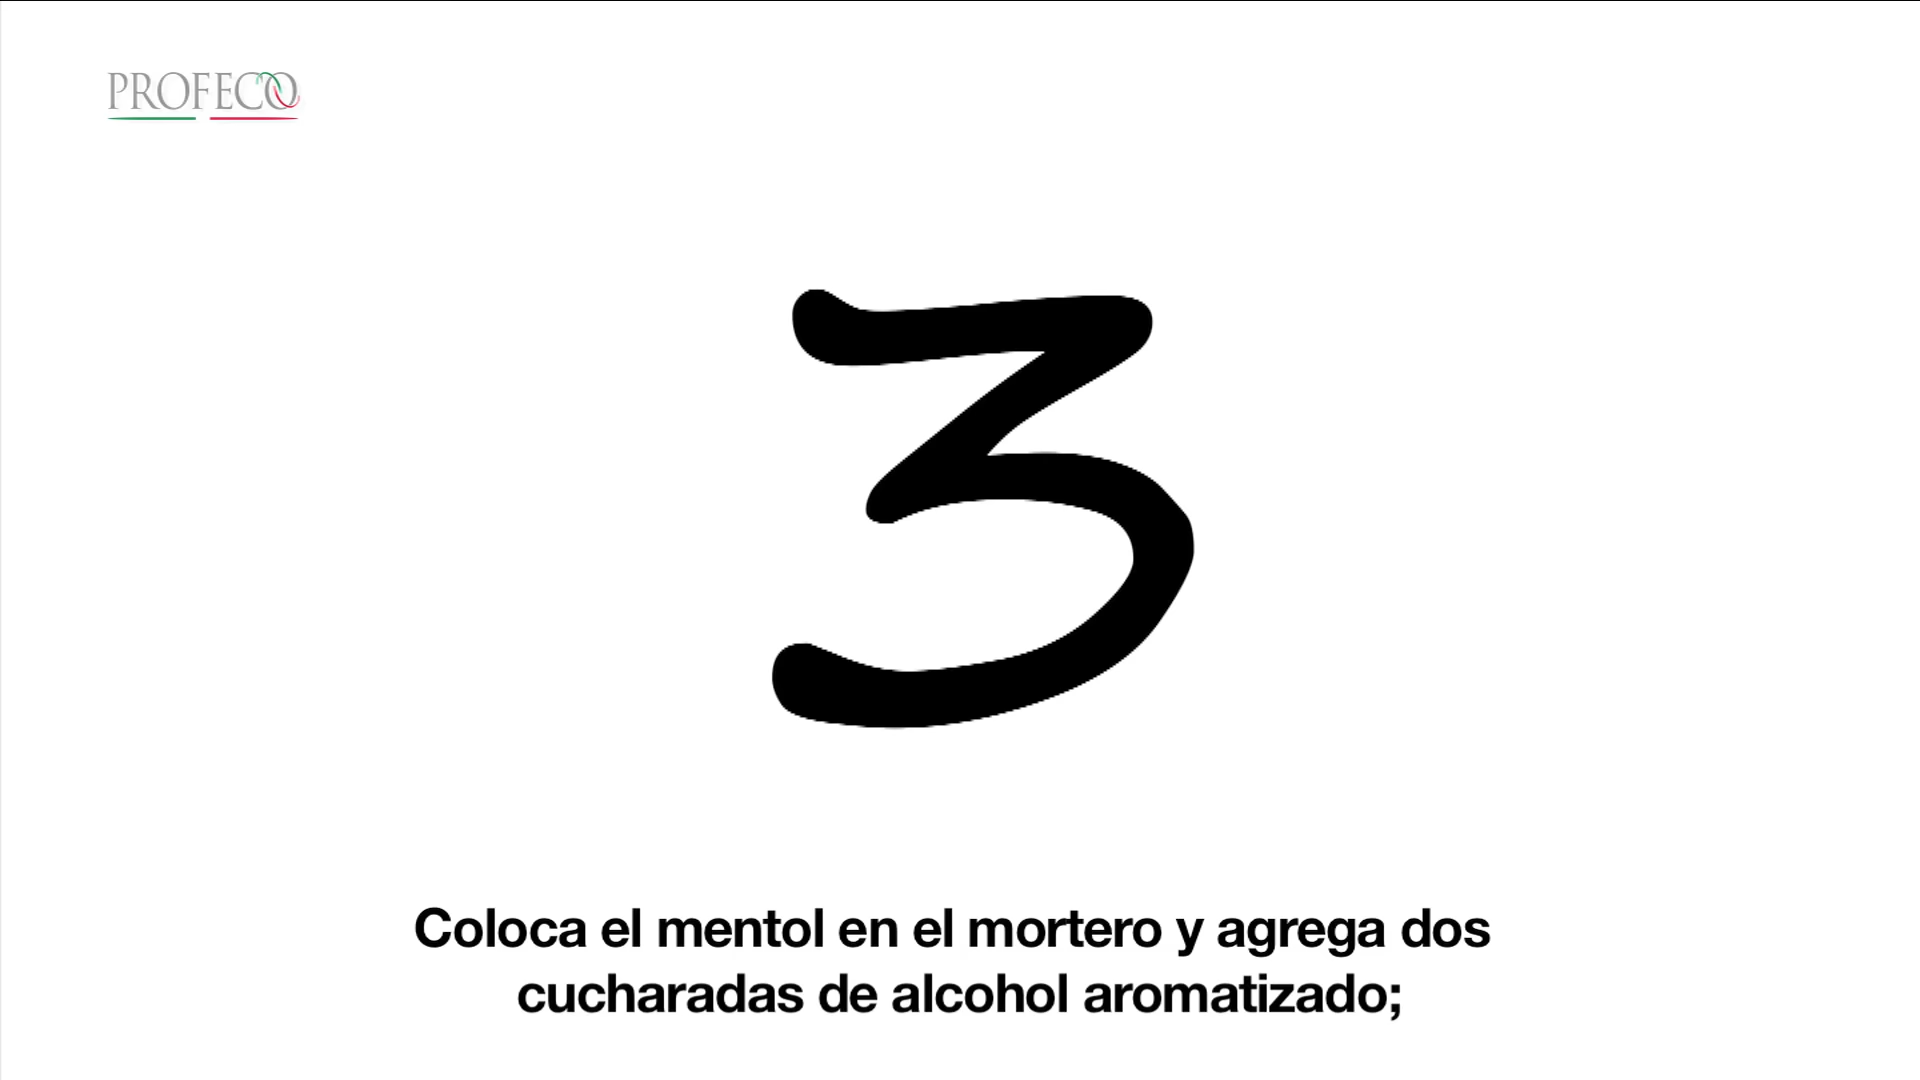 PROFECO
3
Coloca el mentol en el mortero y agrega dos
cucharadas de alcohol aromatizado;